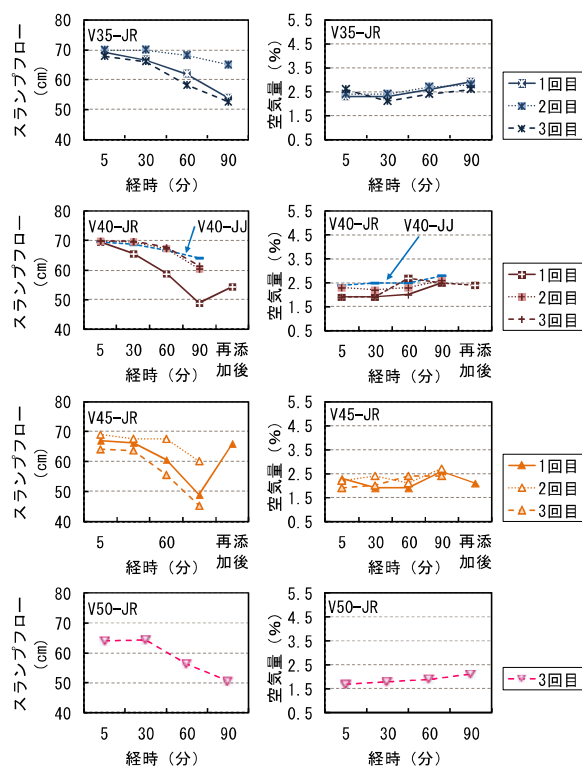 スランプフロー
(cm)
80
70
60
50
40
V35-JR
5 30 60 90
経時（分）
空気量（%）
5.5
4.5
3.5
2.5
1.5
0.5
V35-JR
5 30 60 90
経時（分）
1回目
2回目
3回目
スランプフロー
(cm)
80
70
60
50
40
V40-JR
V40-JJ
5 30 60 90 再添加後
経時（分）
空気量（%）
5.5
4.5
3.5
2.5
1.5
0.5
V40-JR
V40-JJ
5 30 60 90 再添加後
経時（分）
1回目
2回目
3回目
スランプフロー
(cm)
80
70
60
50
40
V45-JR
5 60 再添加後
経時（分）
空気量（%）
5.5
4.5
3.5
2.5
1.5
0.5
V45-JR
5 30 60 90 再添加後
経時（分）
1回目
2回目
3回目
スランプフロー
(cm)
80
70
60
50
40
V50-JR
5 30 60 90
経時（分）
空気量（%）
5.5
4.5
3.5
2.5
1.5
0.5
V50-JR
5 30 60 90
経時（分）
3回目